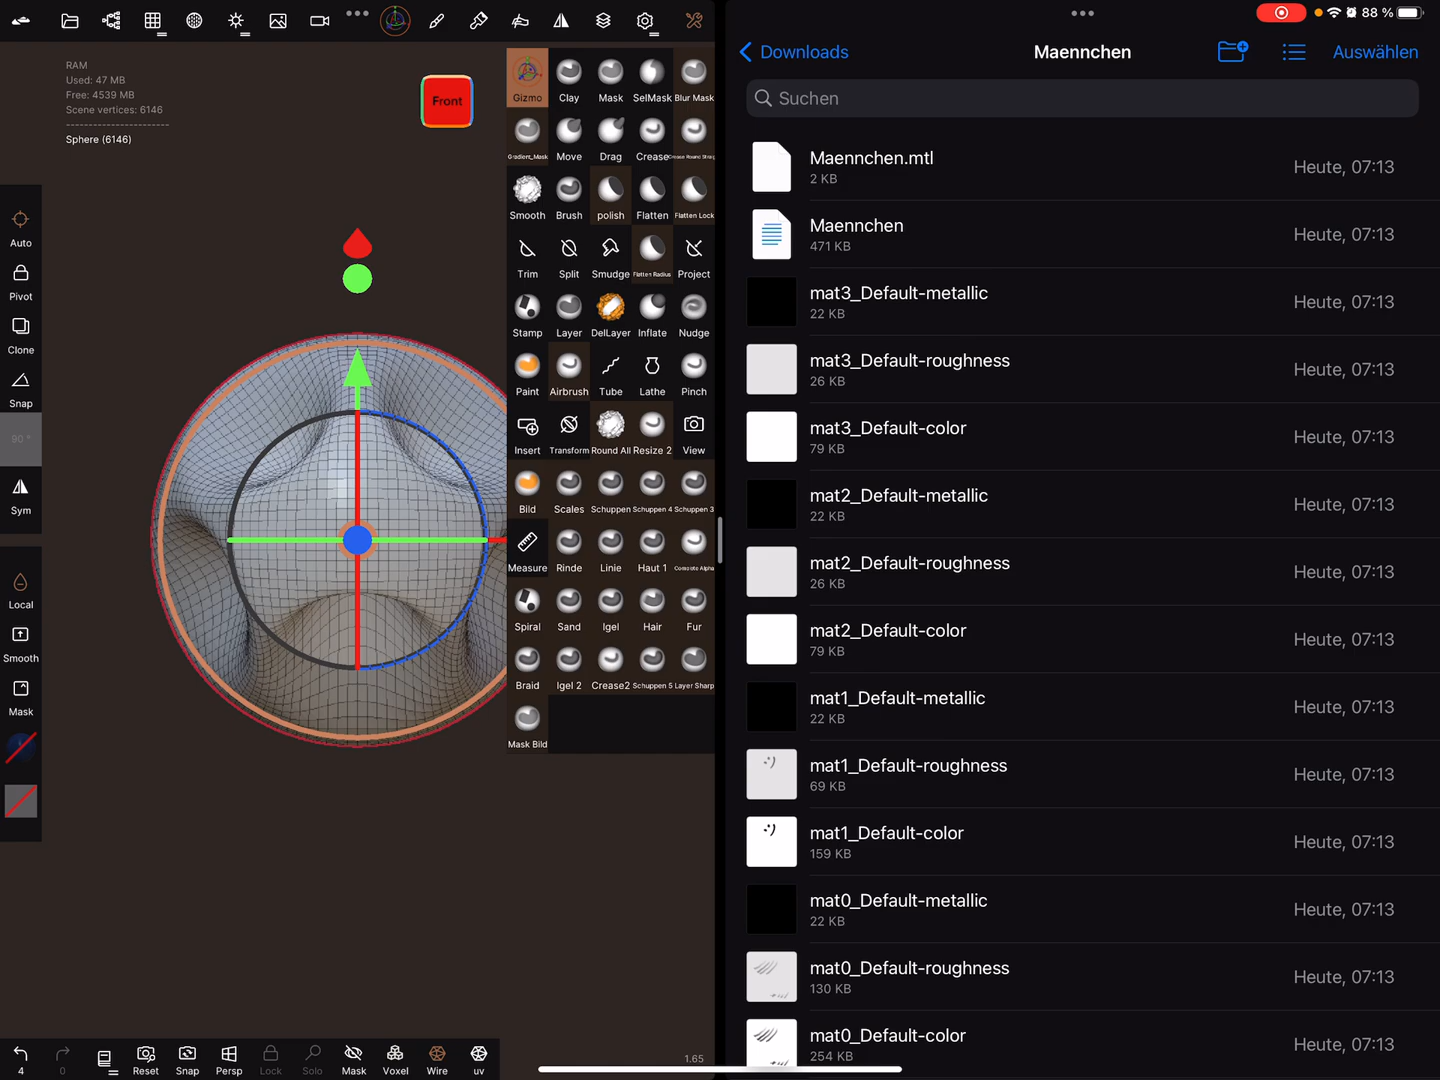 88 %
RAM
Used: 47 MB
Free: 4539 MB
Scene vertices: 6146
------------------------
Sphere (6146)
Front
Auto
Pivot
Clone
Snap
90 °
Sym
Local
Smooth
Mask
Gizmo Clay Mask SelMask Blur Mask
Gradient_Mask Move Drag Crease
Smooth Brush polish Flatten Flatten Lock
Trim Split Smudge Flatten Radius Project
Stamp Layer DelLayer Inflate Nudge
Paint Airbrush Tube Lathe Pinch
Insert Transform Round All Resize 2 View
Bild Scales Schuppen Schuppen 4 Schuppen 3
Measure Rinde Linie Haut 1
Spiral Sand Igel Hair Fur
Braid Igel 2 Crease2 Schuppen 5 Layer Sharp
Mask Bild
4 0 Reset Snap Persp Lock Solo Mask Voxel Wire uv
1.65
Downloads Maennchen Auswählen
Suchen
Maennchen.mtl Heute, 07:13
2 KB
Maennchen Heute, 07:13
471 KB
mat3_Default-metallic Heute, 07:13
22 KB
mat3_Default-roughness Heute, 07:13
26 KB
mat3_Default-color Heute, 07:13
79 KB
mat2_Default-metallic Heute, 07:13
22 KB
mat2_Default-roughness Heute, 07:13
26 KB
mat2_Default-color Heute, 07:13
79 KB
mat1_Default-metallic Heute, 07:13
22 KB
mat1_Default-roughness Heute, 07:13
69 KB
mat1_Default-color Heute, 07:13
159 KB
mat0_Default-metallic Heute, 07:13
22 KB
mat0_Default-roughness Heute, 07:13
130 KB
mat0_Default-color Heute, 07:13
254 KB